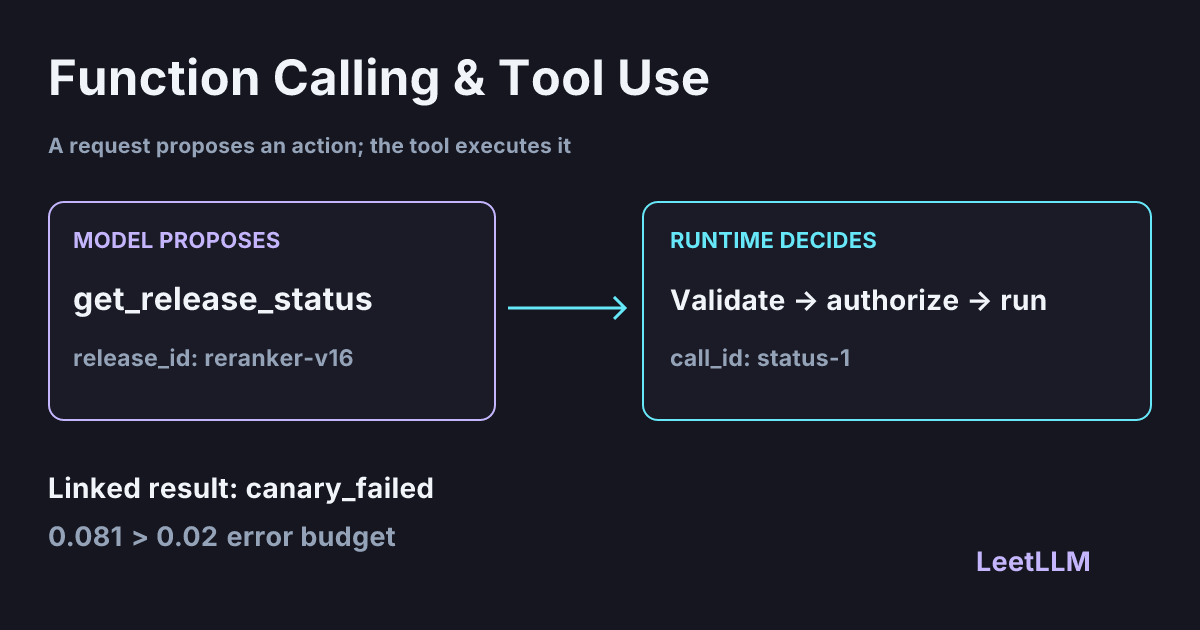 Function Calling & Tool Use
A request proposes an action; the tool executes it
MODEL PROPOSES
get_release_status
release_id: reranker-v16
RUNTIME DECIDES
Validate → authorize → run
call_id: status-1
Linked result: canary_failed
0.081 > 0.02 error budget
LeetLLM